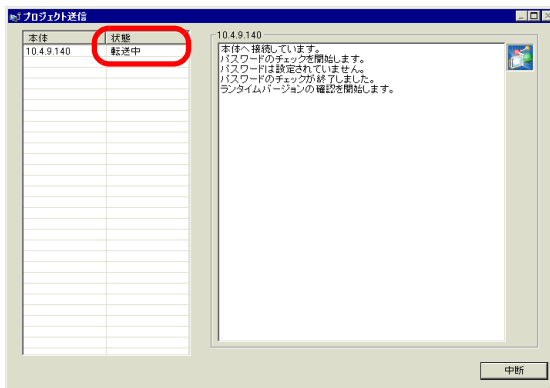 プロジェクト送信
本体 状態
10.4.9.140 転送中
10.4.9.140
本体へ接続しています。
パスワードのチェックを開始します。
パスワードは設定されていません。
パスワードのチェックが終了しました。
ランタイムバージョンの確認を開始します。
中断